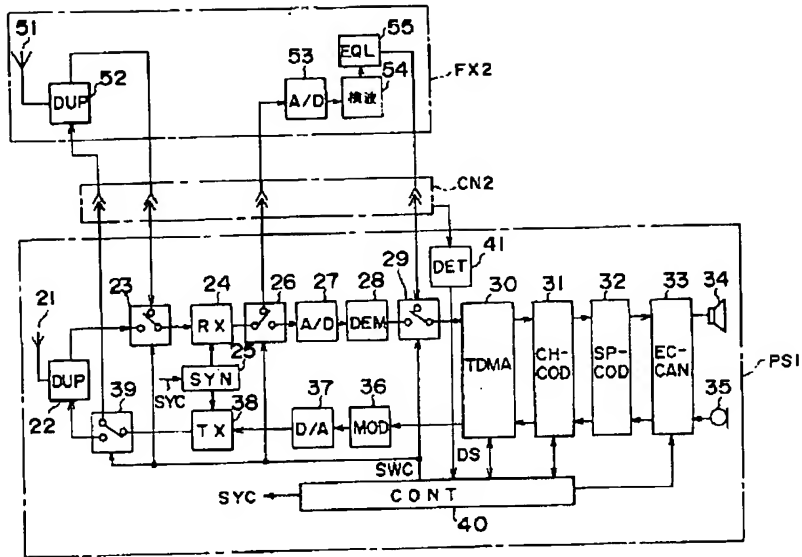 51
52
DUP
53
A/D
55
EQL
54
検波
FX2
CN2
41
DET
21
22
DUP
23
24
RX
25
SYN
SYC
26
27
A/D
28
DEM
29
30
TDMA
31
CH-COD
32
SP-COD
33
EC-CAN
34
35
PS1
39
38
TX
37
D/A
36
MOD
SWC
DS
SYC
CONT
40